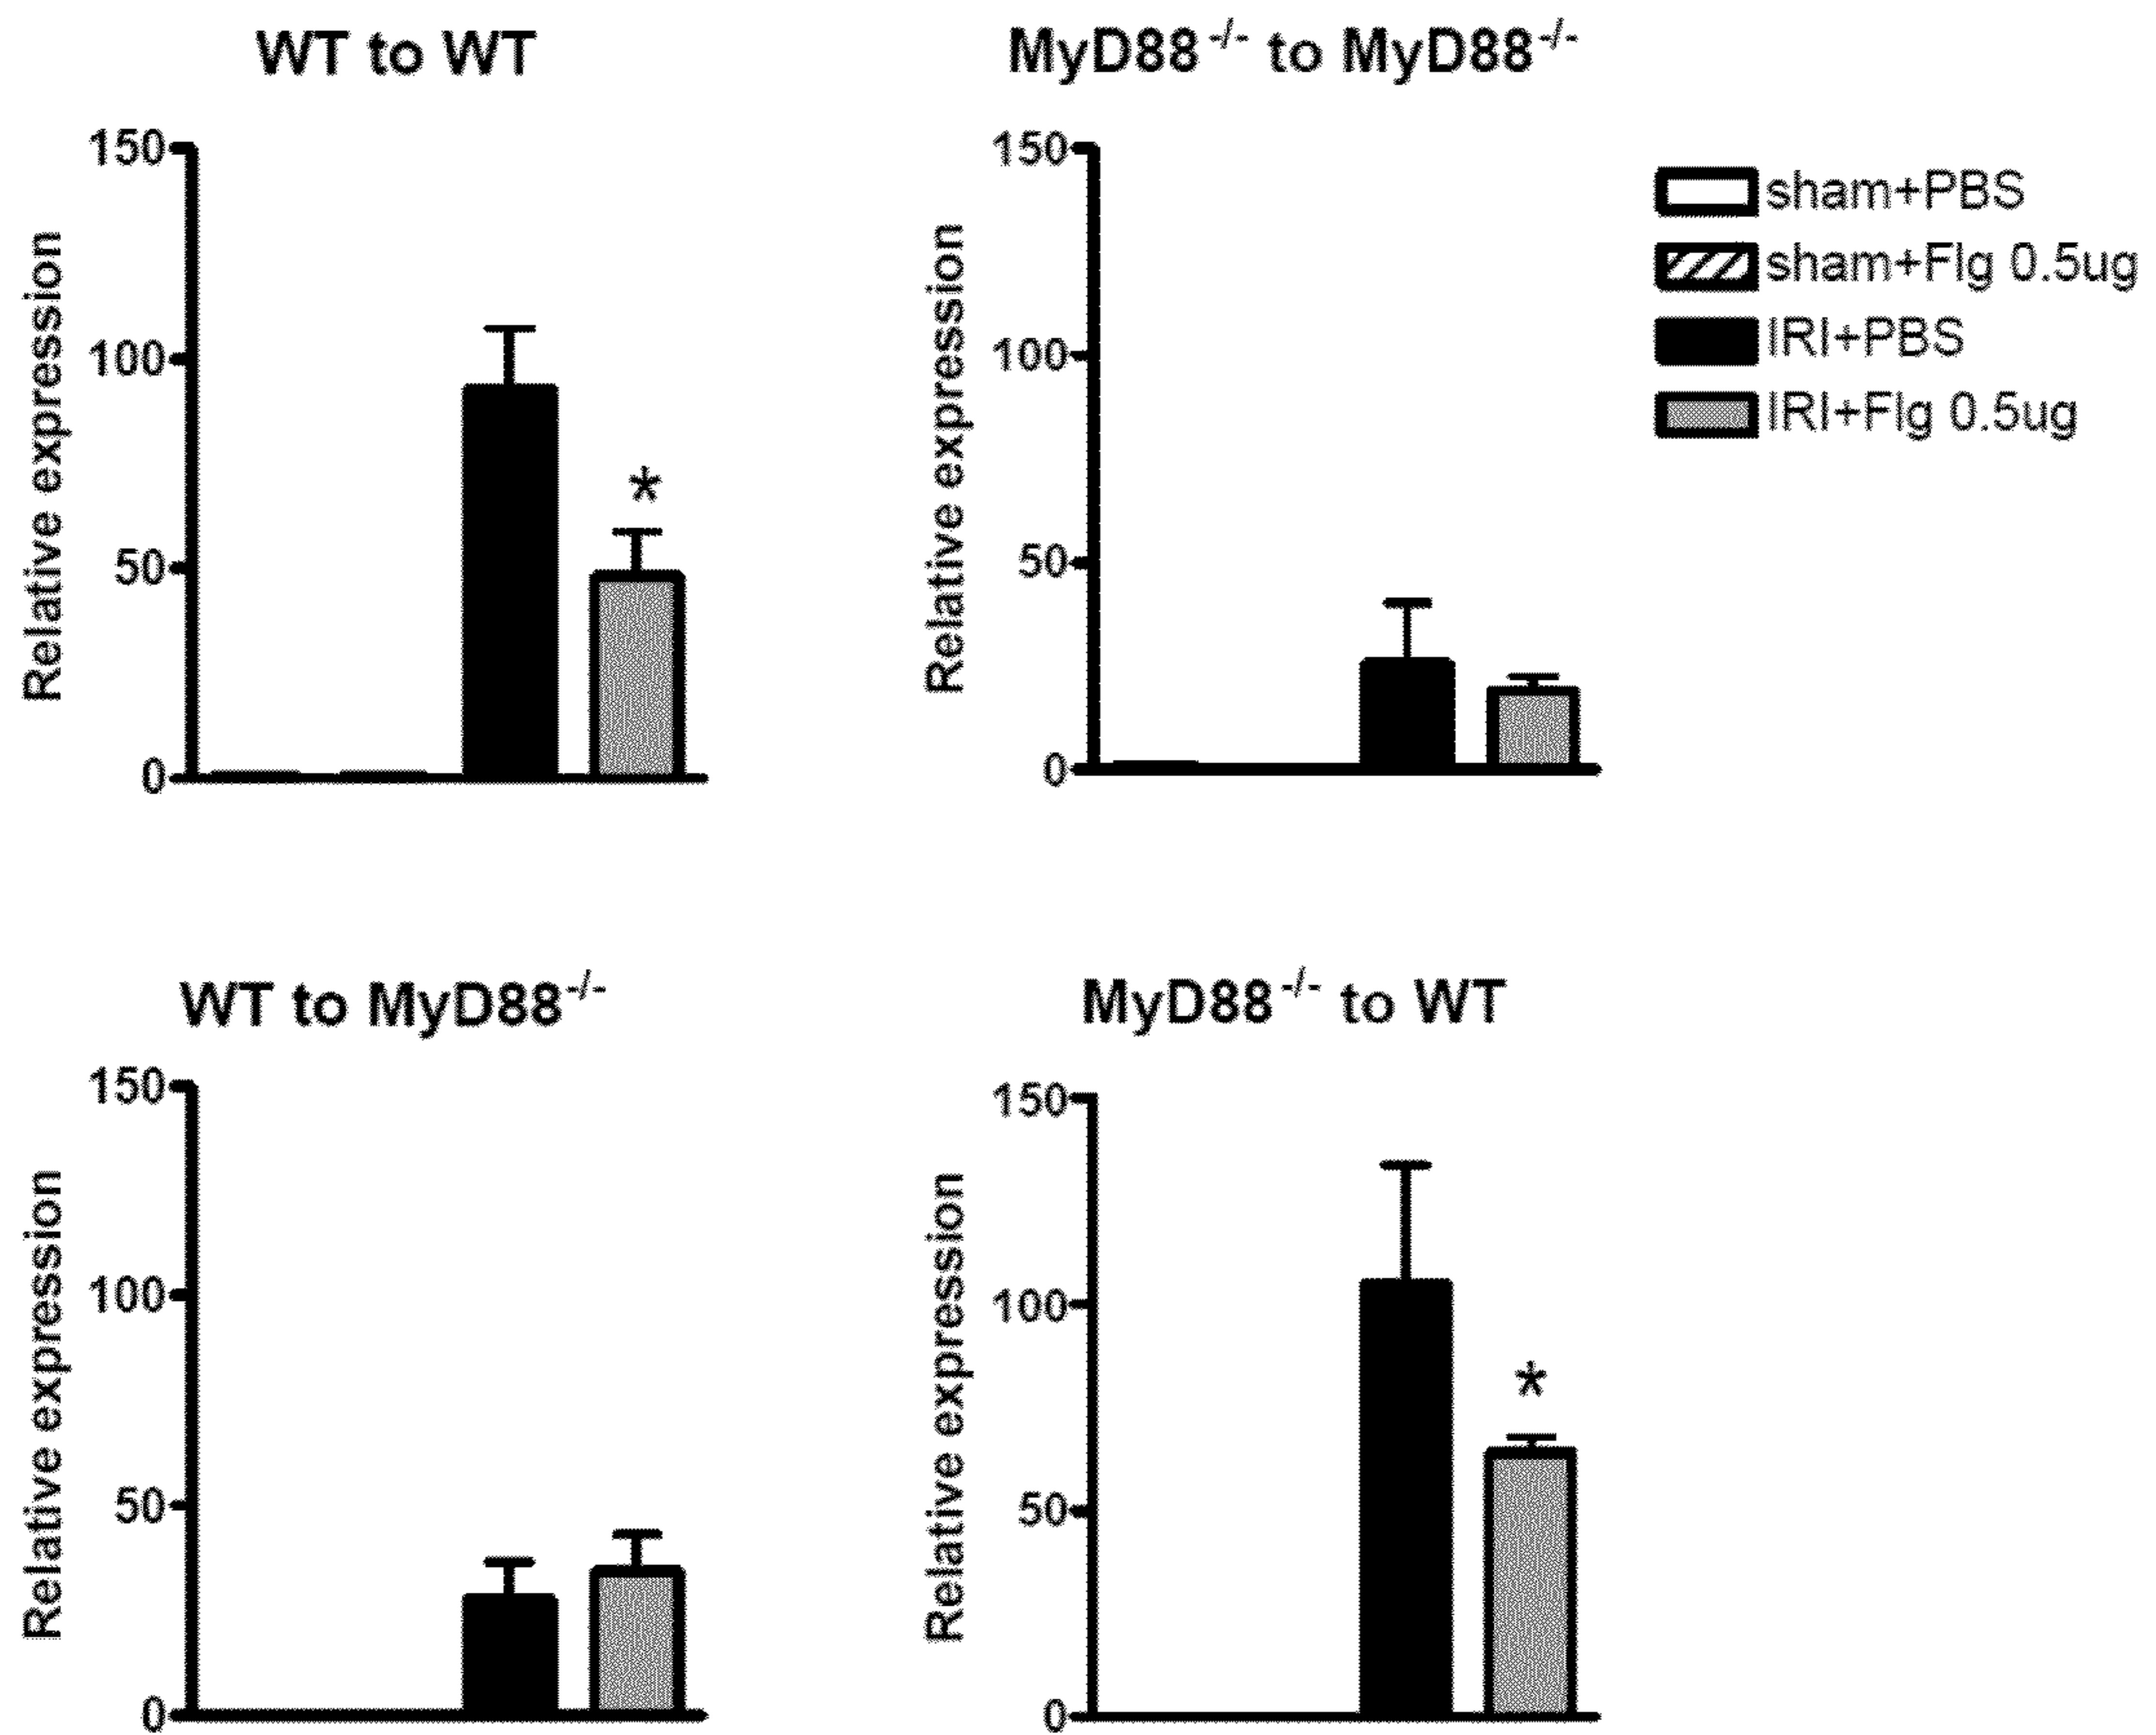 WT to WT
150
100
50
0
Relative expression
*
MyD88 -/- to MyD88 -/-
150
100
50
0
Relative expression
sham+PBS
sham+Flg 0.5ug
IRI+PBS
IRI+Flg 0.5ug
WT to MyD88 -/-
150
100
50
0
Relative expression
MyD88 -/- to WT
150
100
50
0
Relative expression
*